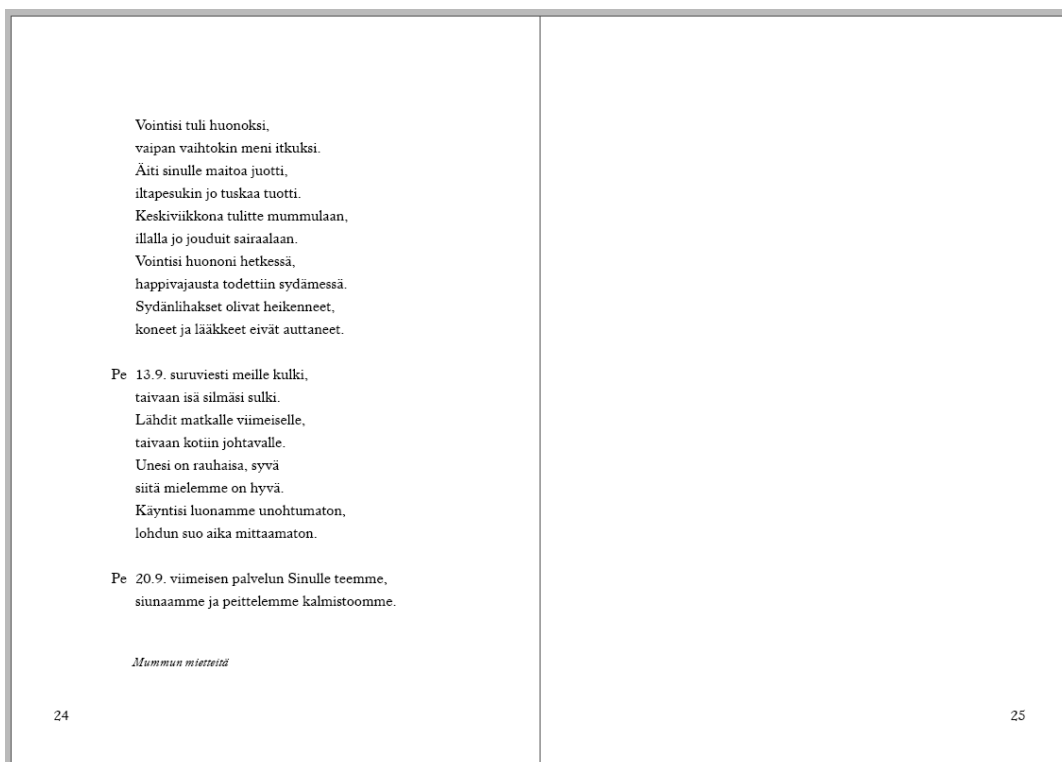 Vointisi tuli huonoksi,
vaipan vaihtokin meni itkuksi.
Äiti sinulle maitoa juotti,
iltapesukin jo tuskaa tuotti.
Keskiviikkona tulitte mummulaan,
illalla jo jouduit sairaalaan.
Vointisi huononi hetkessä,
happivajausta todettiin sydämessä.
Sydänlihakset olivat heikenneet,
koneet ja lääkkeet eivät auttaneet.
Pe 13.9. suruviesti meille kulki,
taivaan isä silmäsi sulki.
Lähdit matkalle viimeiselle,
taivaan kotiin johtavalle.
Unesi on rauhaisa, syvä
siitä mielemme on hyvä.
Käyntisi luonamme unohtumaton,
lohdun suo aika mittaamaton.
Pe 20.9. viimeisen palvelun Sinulle teemme,
siunaamme ja peittelemme kalmistoomme.
Mummun mietteitä
24
25